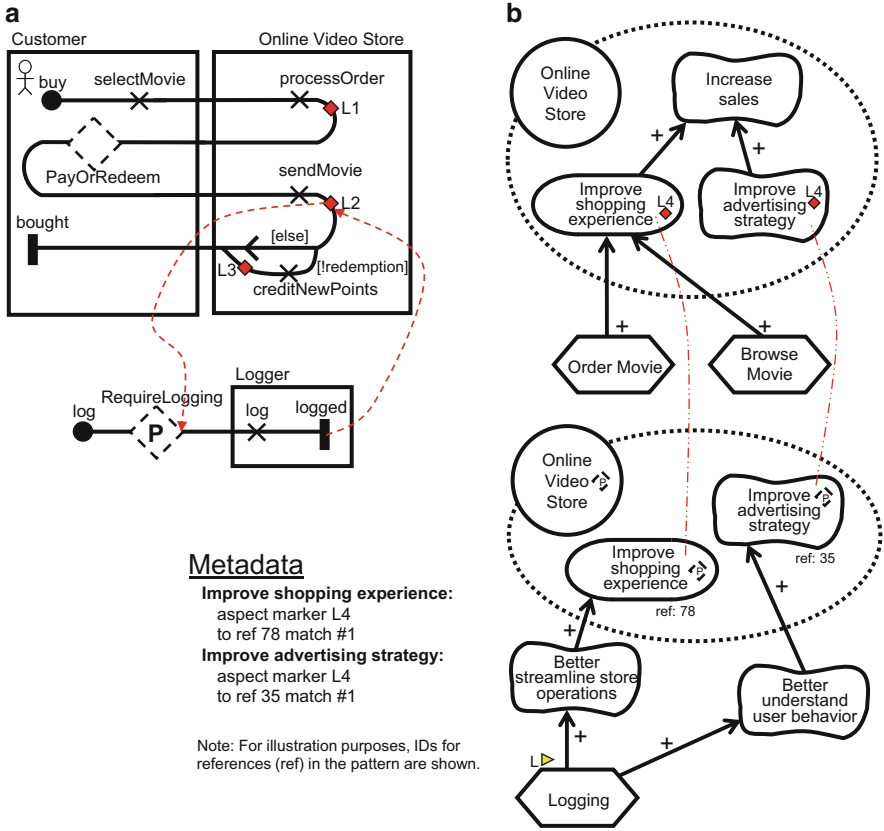 a
Customer
Online Video Store
buy
selectMovie
processOrder
L1
PayOrRedeem
sendMovie
L2
bought
[else]
L3
[!redemption]
creditNewPoints
RequireLogging
Logger
log
P
log
logged
Metadata
Improve shopping experience:
aspect marker L4
to ref 78 match #1
Improve advertising strategy:
aspect marker L4
to ref 35 match #1
Note: For illustration purposes, IDs for
references (ref) in the pattern are shown.
b
Online
Video
Store
Increase
sales
+
+
Improve
shopping
experience
L4
Improve
advertising
strategy
L4
+
+
Order Movie
Browse
Movie
Online
Video
Store
P
Improve
advertising
strategy
P
ref: 35
Improve
shopping
experience
P
ref: 78
+
+
Better
streamline store
operations
Better
understand
user behavior
+
+
L
Logging